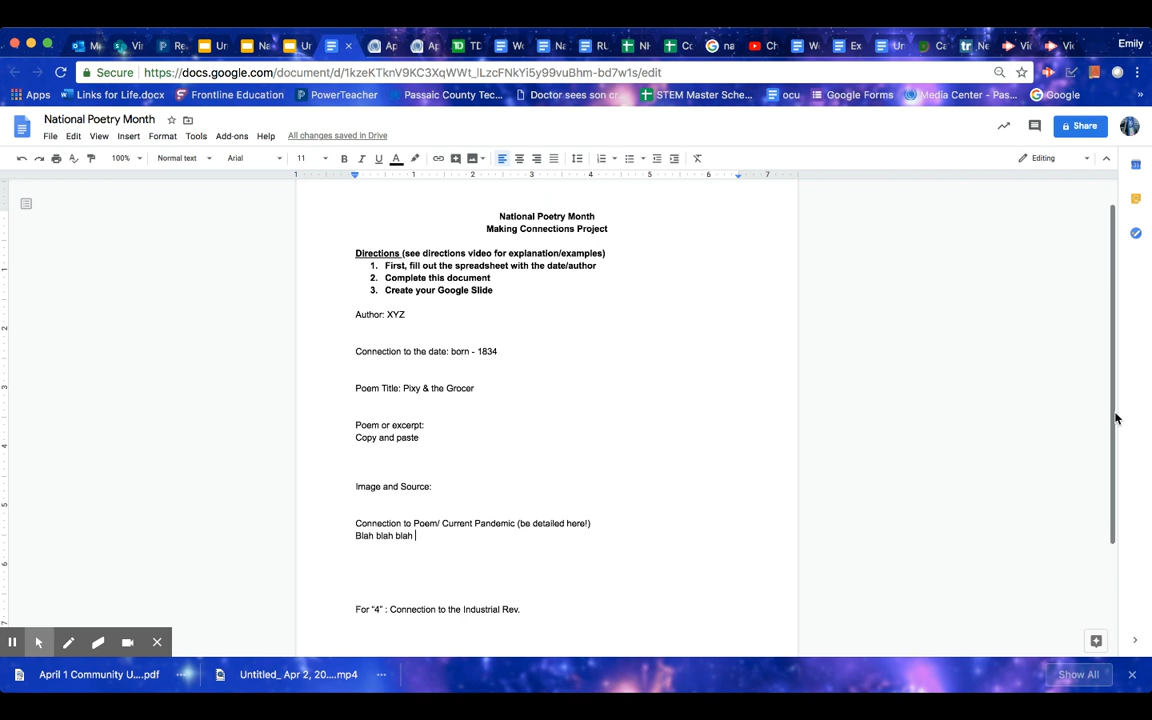 Emily
Secure https://docs.google.com/document/d/1kzeKTknV9KC3XqWWt_lLzcFNkYi5y99vuBhm-bd7w1s/edit
Apps Links for Life.docx Frontline Education PowerTeacher Passaic County Tec... Doctor sees son cr STEM Master Sche... ocu Google Forms Media Center - Pas... Google »
National Poetry Month
File Edit View Insert Format Tools Add-ons Help All changes saved in Drive
Share
100% Normal text Arial 11 Editing
National Poetry Month
Making Connections Project
Directions (see directions video for explanation/examples)
1. First, fill out the spreadsheet with the date/author
2. Complete this document
3. Create your Google Slide
Author: XYZ
Connection to the date: born - 1834
Poem Title: Pixy & the Grocer
Poem or excerpt:
Copy and paste
Image and Source:
Connection to Poem/ Current Pandemic (be detailed here!)
Blah blah blah
For "4" : Connection to the Industrial Rev.
April 1 Community U....pdf Untitled_ Apr 2, 20....mp4 Show All